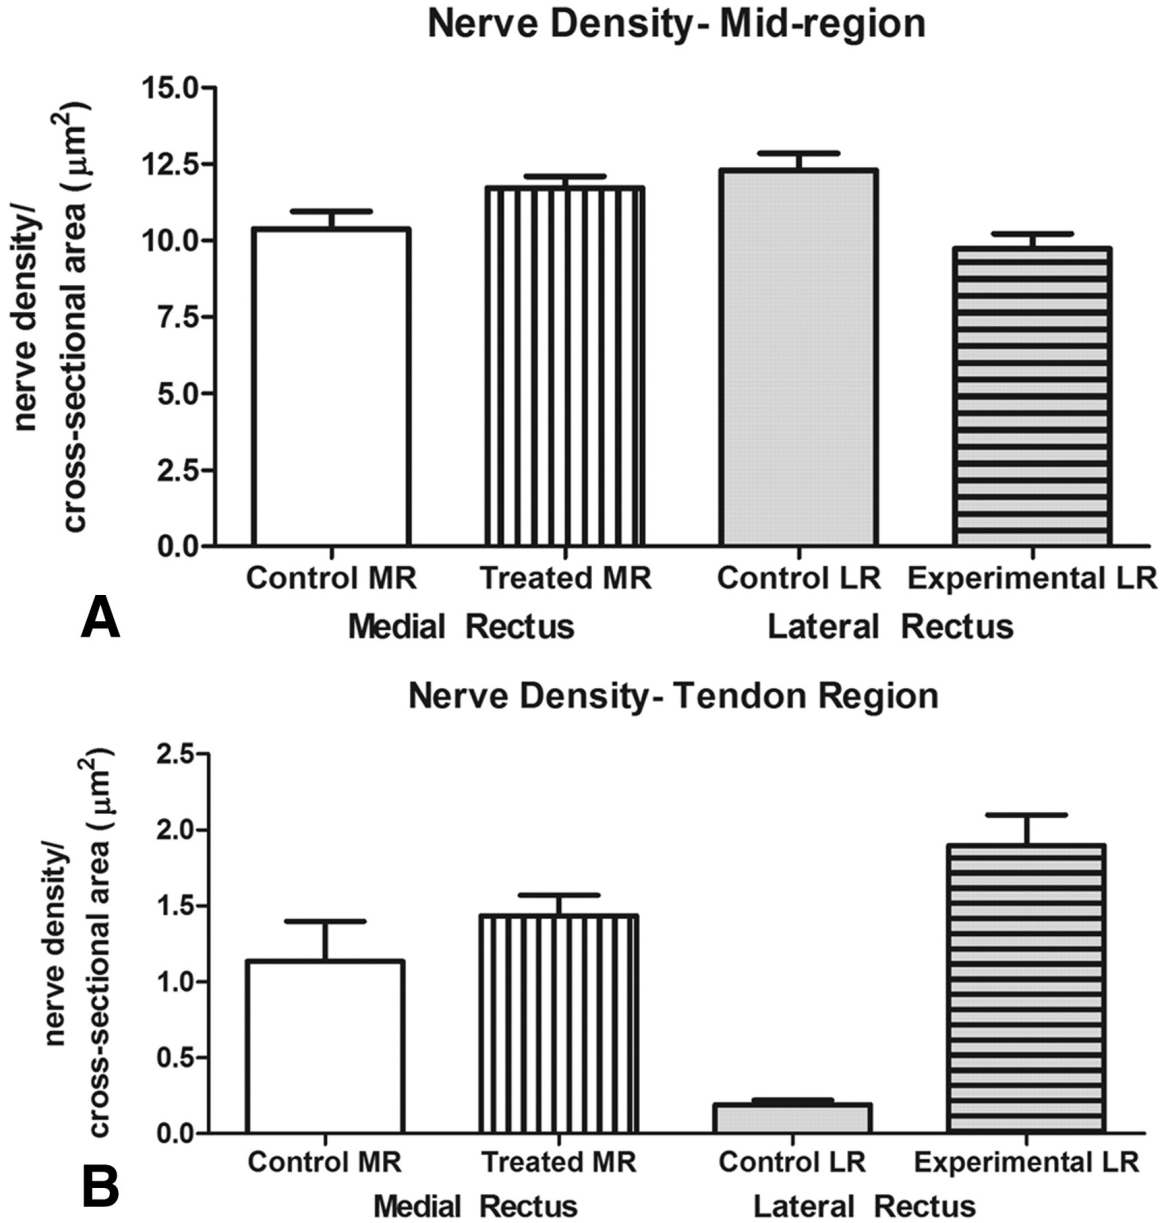 Nerve Density- Mid-region
nerve density/
cross-sectional area (μm²)
15.0
12.5
10.0
7.5
5.0
2.5
0.0
Control MR Treated MR Control LR Experimental LR
Medial Rectus Lateral Rectus
A
Nerve Density- Tendon Region
nerve density/
cross-sectional area (μm²)
2.5
2.0
1.5
1.0
0.5
0.0
Control MR Treated MR Control LR Experimental LR
Medial Rectus Lateral Rectus
B